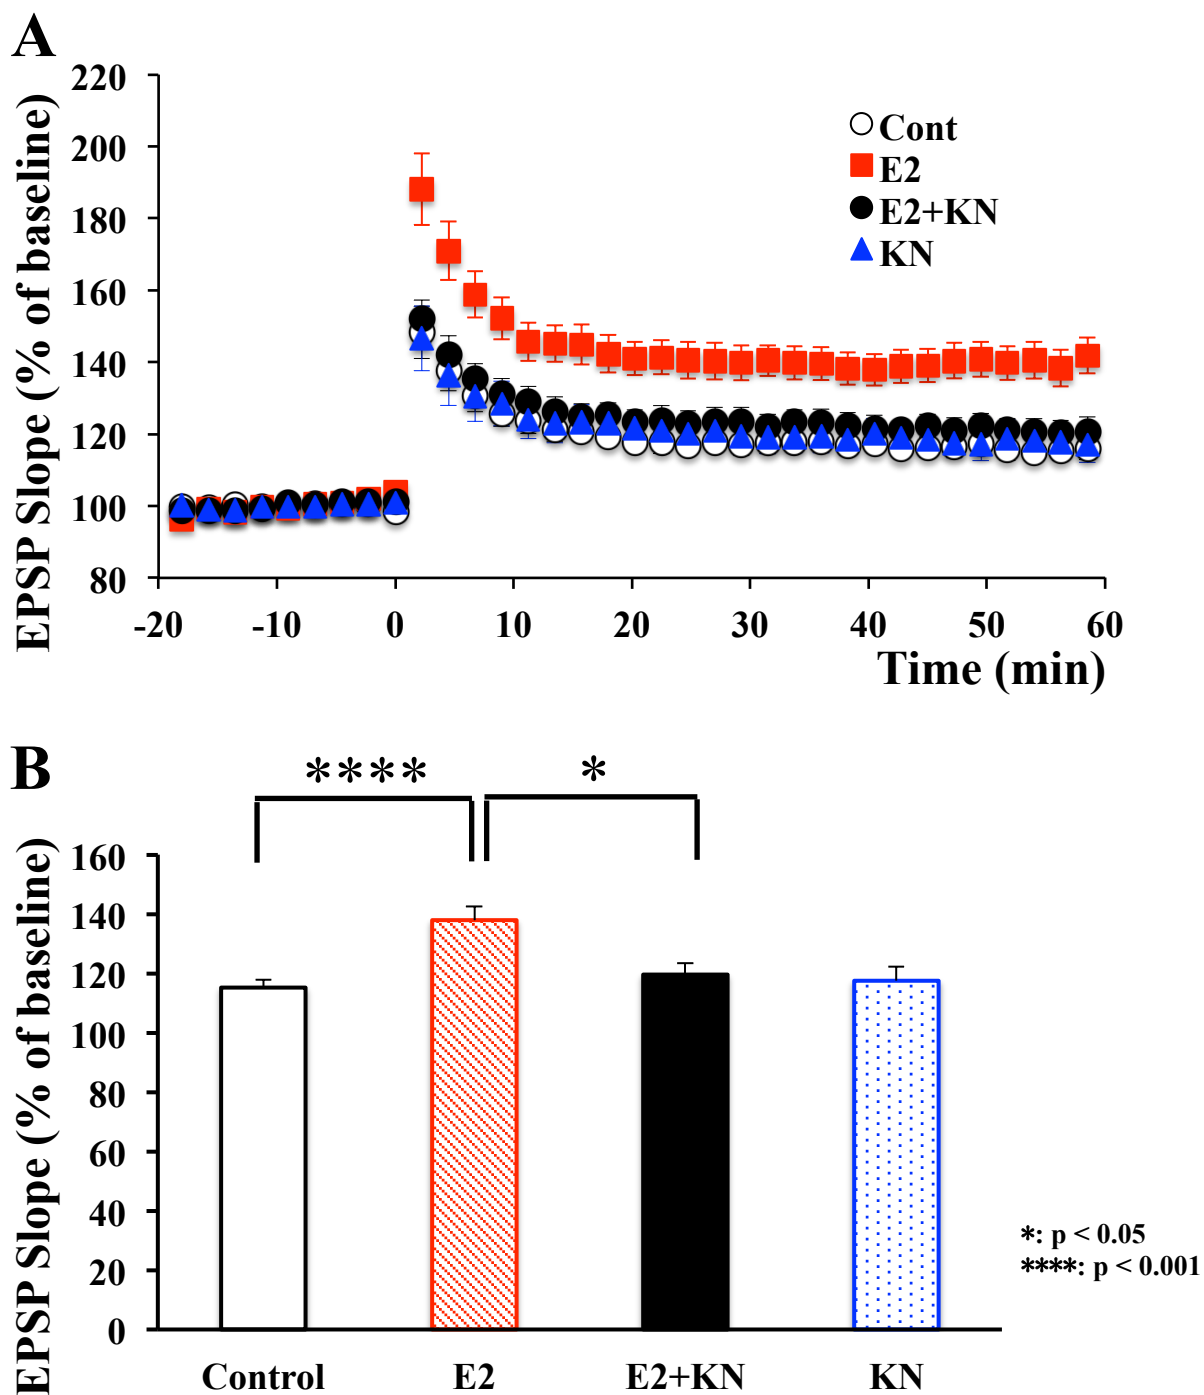 A
EPSP Slope (% of baseline)
220
200
180
160
140
120
100
80
-20
-10
0
10
20
30
40
50
60
Time (min)
Cont
E2
E2+KN
KN
B
****
*
EPSP Slope (% of baseline)
160
140
120
100
80
60
40
20
0
Control
E2
E2+KN
KN
*: p < 0.05
****: p < 0.001